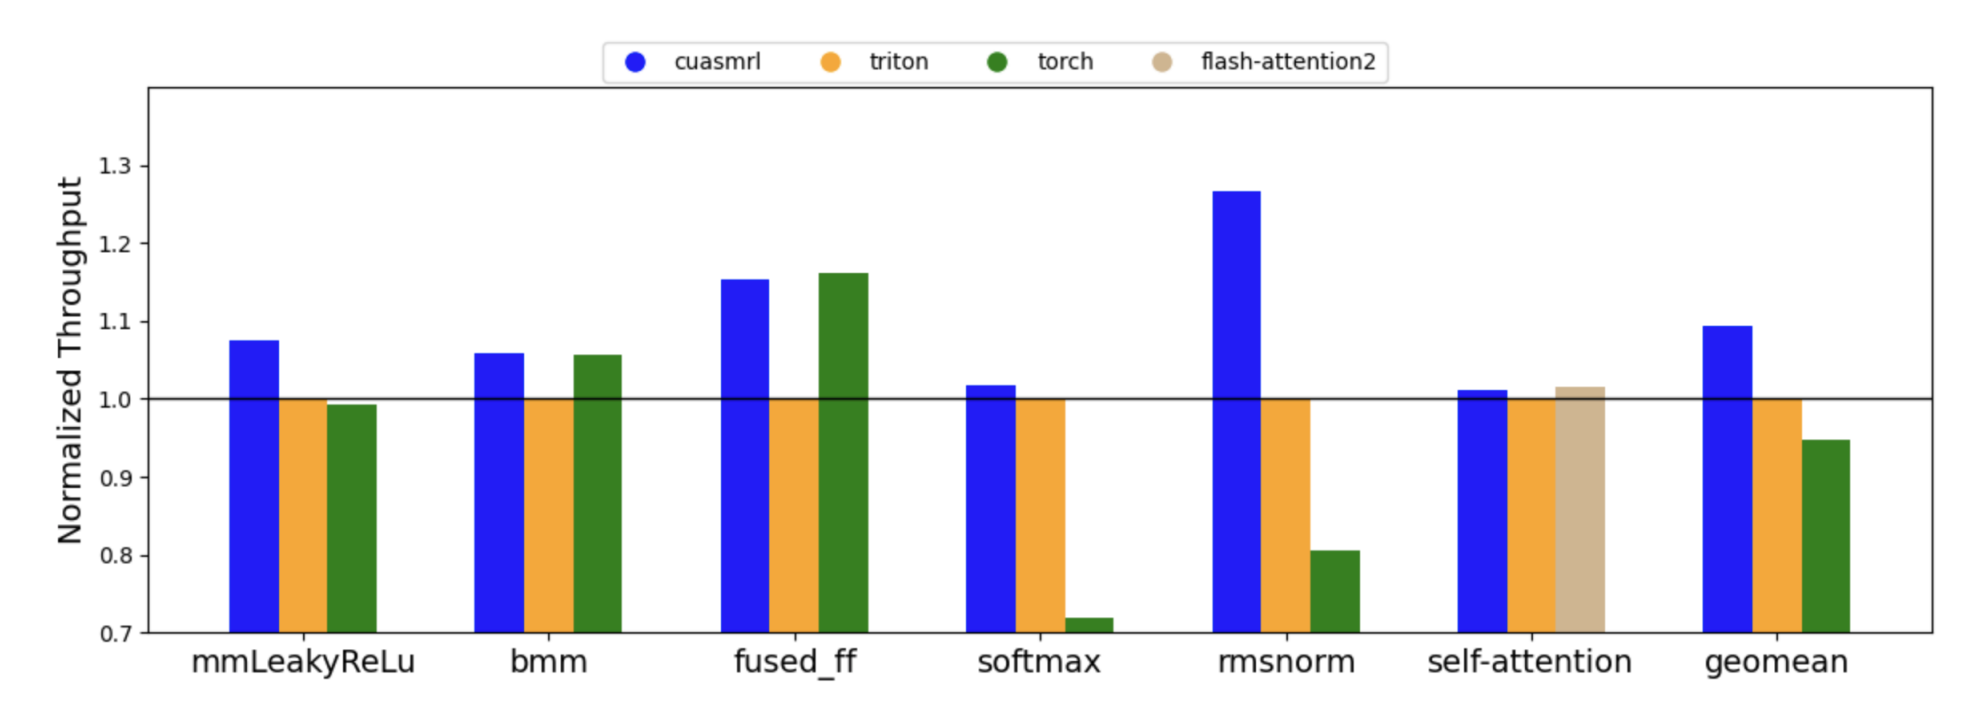 cuasmrl triton torch flash-attention2
Normalized Throughput
1.3
1.2
1.1
1.0
0.9
0.8
0.7
mmLeakyReLu bmm fused_ff softmax rmsnorm self-attention geomean